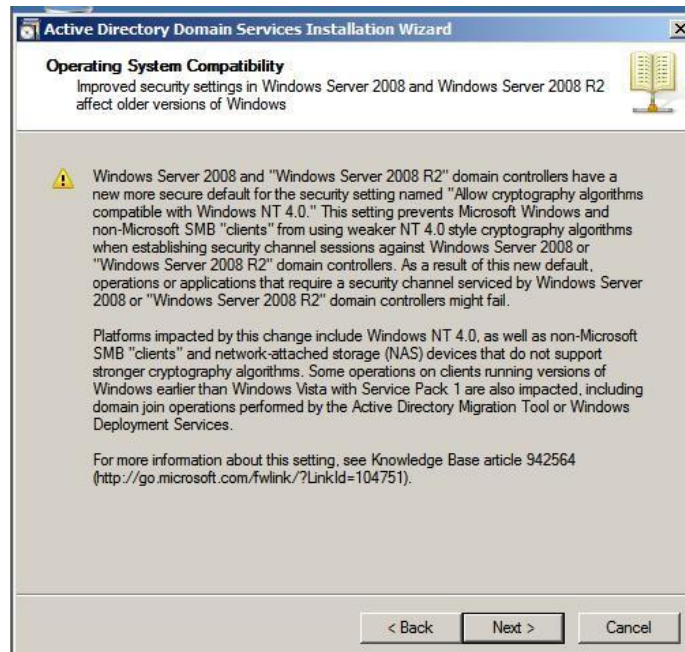 Active Directory Domain Services Installation Wizard
Operating System Compatibility
Improved security settings in Windows Server 2008 and Windows Server 2008 R2
affect older versions of Windows
Windows Server 2008 and "Windows Server 2008 R2" domain controllers have a
new more secure default for the security setting named "Allow cryptography algorithms
compatible with Windows NT 4.0." This setting prevents Microsoft Windows and
non-Microsoft SMB "clients" from using weaker NT 4.0 style cryptography algorithms
when establishing security channel sessions against Windows Server 2008 or
"Windows Server 2008 R2" domain controllers. As a result of this new default,
operations or applications that require a security channel serviced by Windows Server
2008 or "Windows Server 2008 R2" domain controllers might fail.
Platforms impacted by this change include Windows NT 4.0, as well as non-Microsoft
SMB "clients" and network-attached storage (NAS) devices that do not support
stronger cryptography algorithms. Some operations on clients running versions of
Windows earlier than Windows Vista with Service Pack 1 are also impacted, including
domain join operations performed by the Active Directory Migration Tool or Windows
Deployment Services.
For more information about this setting, see Knowledge Base article 942564
(http://go.microsoft.com/fwlink/?LinkId=104751).
< Back Next > Cancel